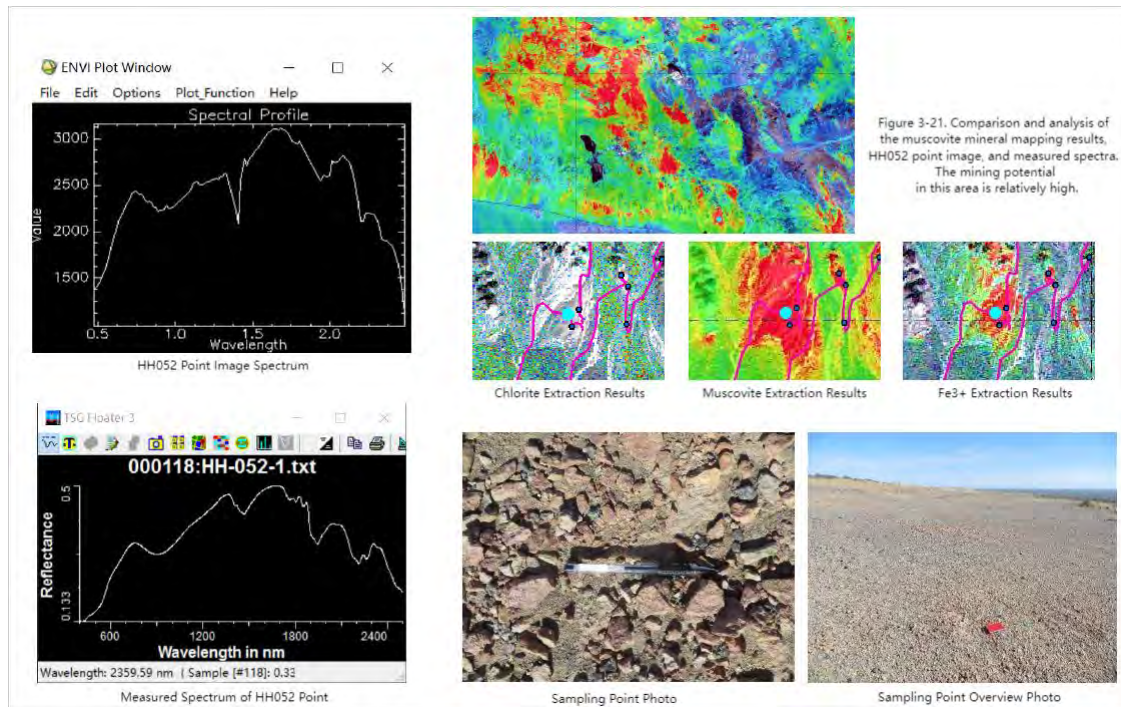 ENVI Plot Window
File Edit Options Plot_Function Help
Spectral Profile
3000
2500
2000
1500
Value
0.5 1.0 1.5 2.0
Wavelength
HH052 Point Image Spectrum
Figure 3-21. Comparison and analysis of
the muscovite mineral mapping results,
HH052 point image, and measured spectra.
The mining potential
in this area is relatively high.
Chlorite Extraction Results
Muscovite Extraction Results
Fe3+ Extraction Results
TSG Floater 3
000118:HH-052-1.txt
0.5
Reflectance
0.133
600 1200 1800 2400
Wavelength in nm
Wavelength: 2359.59 nm | Sample [#118]: 0.33
Measured Spectrum of HH052 Point
Sampling Point Photo
Sampling Point Overview Photo